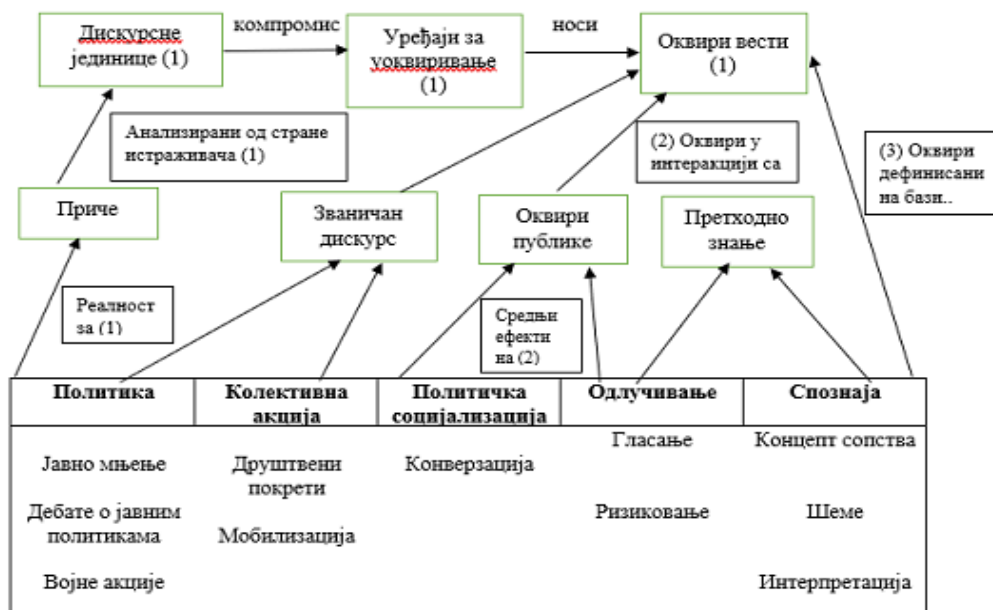 Дискурсне
јединице (1)
компромис
Уређаји за
уоквиривање
(1)
носи
Оквири вести
(1)
Анализирани од стране
истраживача (1)
(2) Оквири у
интеракцији са
(3) Оквири
дефинисани
на бази..
Приче
Званичан
дискурс
Оквири
публике
Претходно
знање
Реалност
за (1)
Средњи
ефекти
на (2)
Политика
Колективна
акција
Политичка
социјализација
Одлучивање
Спознаја
Јавно мњење
Дебате о јавним
политикама
Војне акције
Друштвени
покрети
Мобилизација
Конверзација
Гласање
Ризиковање
Концепт сопства
Шеме
Интерпретација